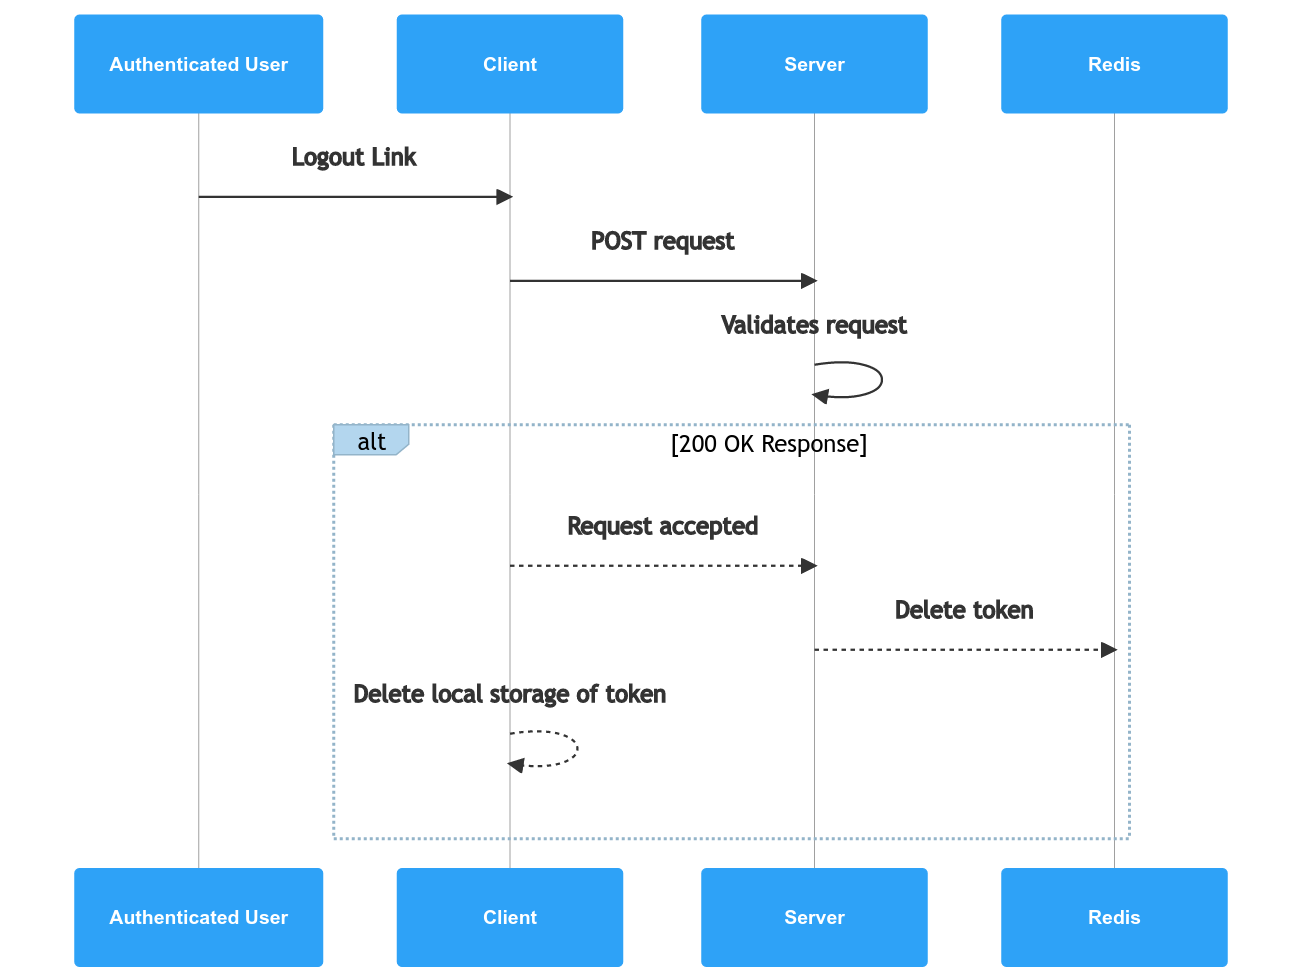 Authenticated User
Client
Server
Redis
Logout Link
POST request
Validates request
alt
[200 OK Response]
Request accepted
Delete token
Delete local storage of token
Authenticated User
Client
Server
Redis